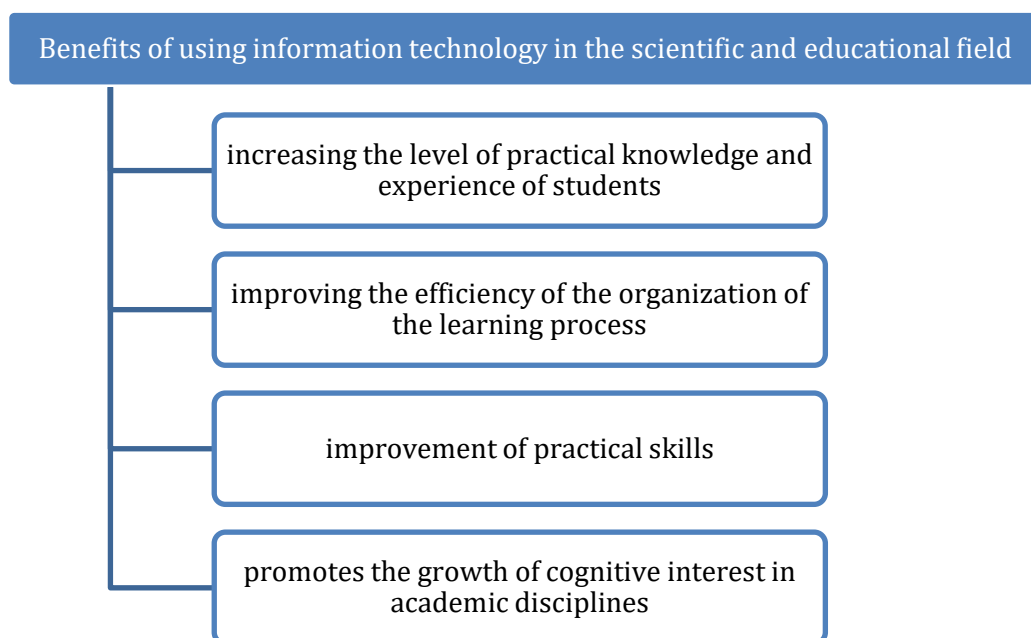 Benefits of using information technology in the scientific and educational field
increasing the level of practical knowledge and
experience of students
improving the efficiency of the organization of
the learning process
improvement of practical skills
promotes the growth of cognitive interest in
academic disciplines